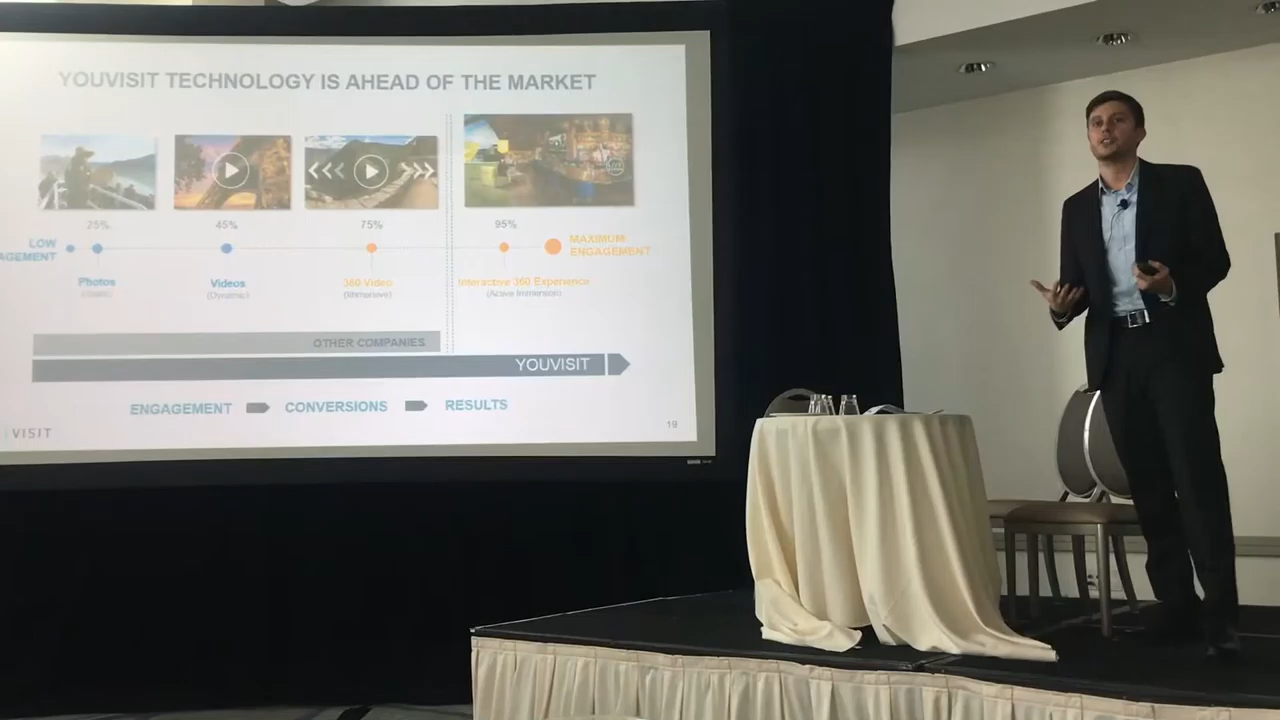 YOUVISIT TECHNOLOGY IS AHEAD OF THE MARKET
25%
45%
75%
95%
LOW
AGEMENT
MAXIMUM
ENGAGEMENT
Photos
Videos
(Dynamic)
360 Video
(Immersive)
Interactive 360 Experience
(Active Immersion)
OTHER COMPANIES
YOUVISIT
ENGAGEMENT
CONVERSIONS
RESULTS
VISIT
19